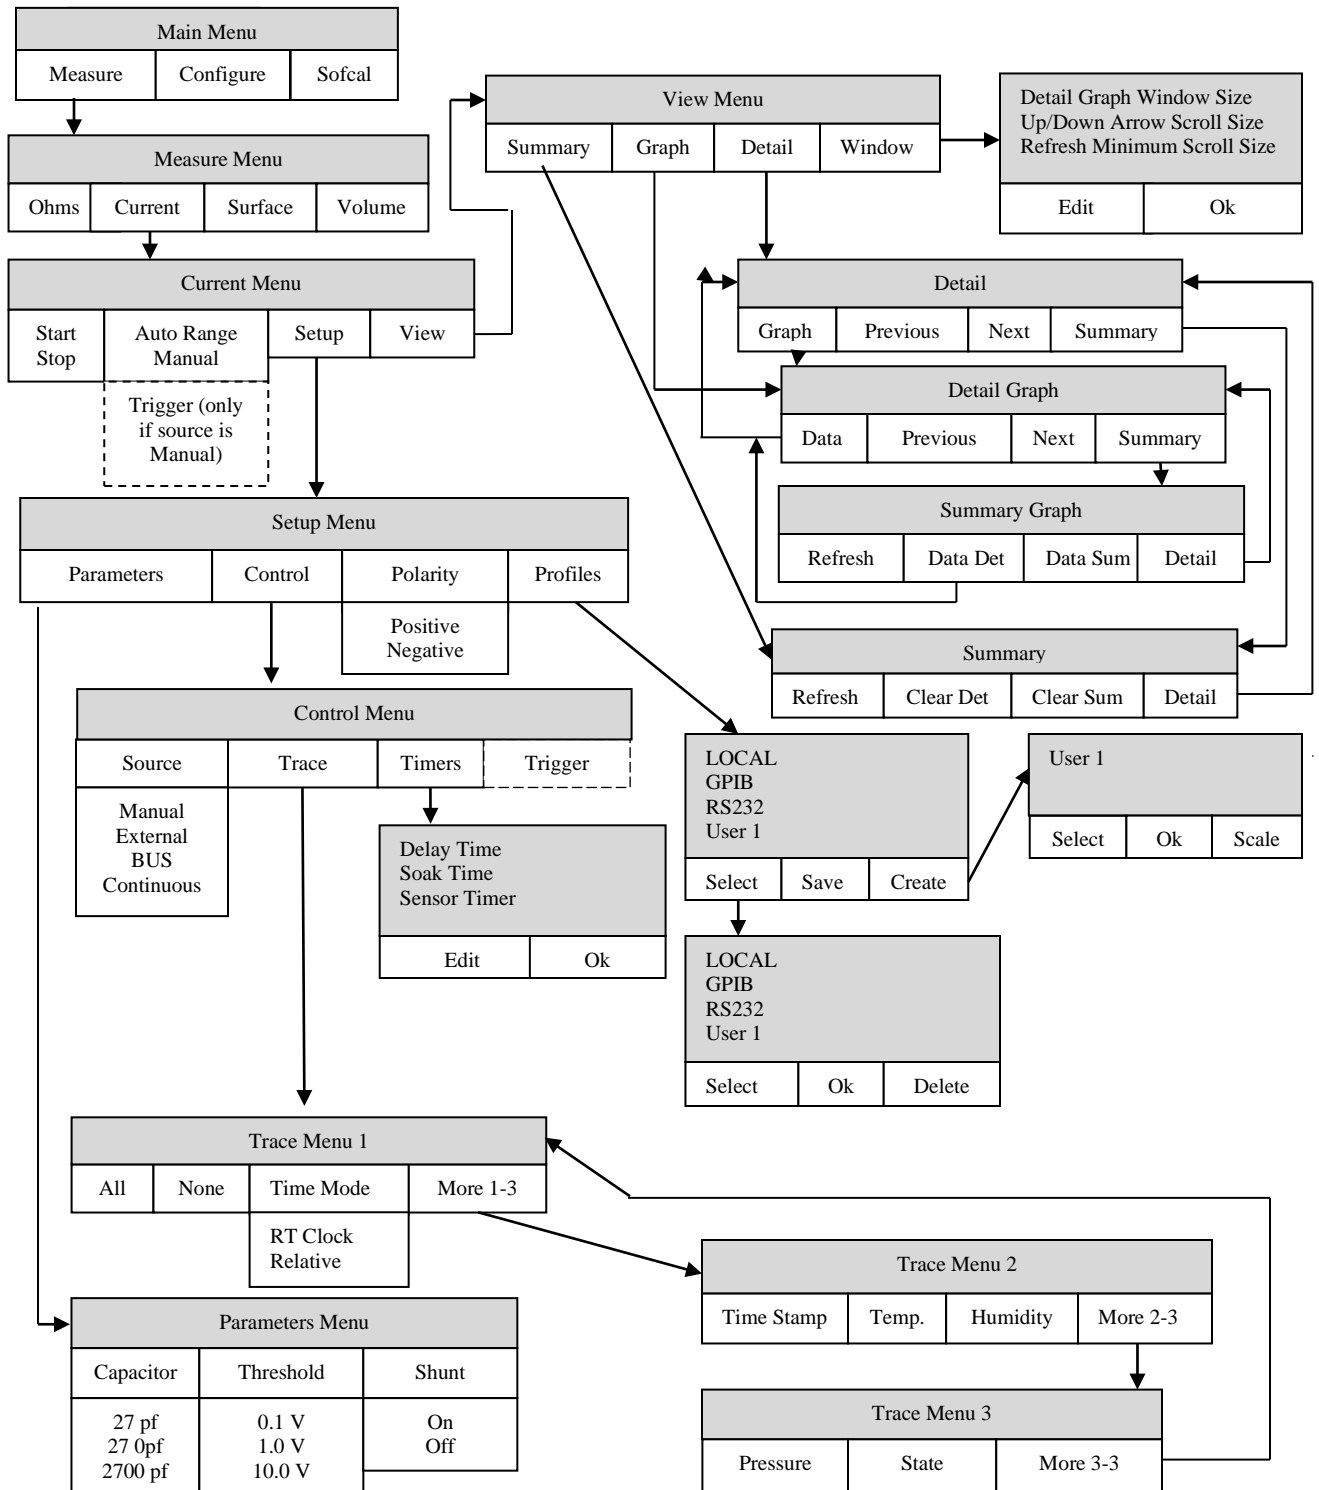 Main Menu
Measure Configure Sofcal
Measure Menu
Ohms Current Surface Volume
Current Menu
Start
Stop
Auto Range
Manual
Setup View
Trigger (only
if source is
Manual)
Setup Menu
Parameters Control Polarity Profiles
Positive
Negative
Control Menu
Source Trace Timers Trigger
Manual
External
BUS
Continuous
Delay Time
Soak Time
Sensor Timer
Edit Ok
Trace Menu 1
All None Time Mode More 1-3
RT Clock
Relative
Parameters Menu
Capacitor Threshold Shunt
27 pf
27 0pf
2700 pf
0.1 V
1.0 V
10.0 V
On
Off
View Menu
Summary Graph Detail Window
Detail Graph Window Size
Up/Down Arrow Scroll Size
Refresh Minimum Scroll Size
Edit Ok
Detail
Graph Previous Next Summary
Detail Graph
Data Previous Next Summary
Summary Graph
Refresh Data Det Data Sum Detail
Summary
Refresh Clear Det Clear Sum Detail
LOCAL
GPIB
RS232
User 1
Select Save Create
User 1
Select Ok Scale
LOCAL
GPIB
RS232
User 1
Select Ok Delete
Trace Menu 2
Time Stamp Temp. Humidity More 2-3
Trace Menu 3
Pressure State More 3-3